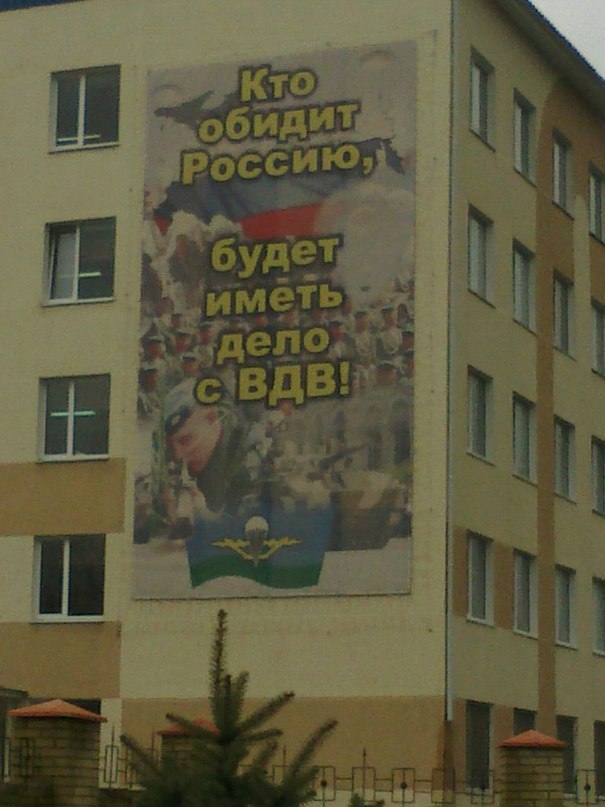 Кто
обидит
Россию,
будет
иметь
дело
с ВДВ!